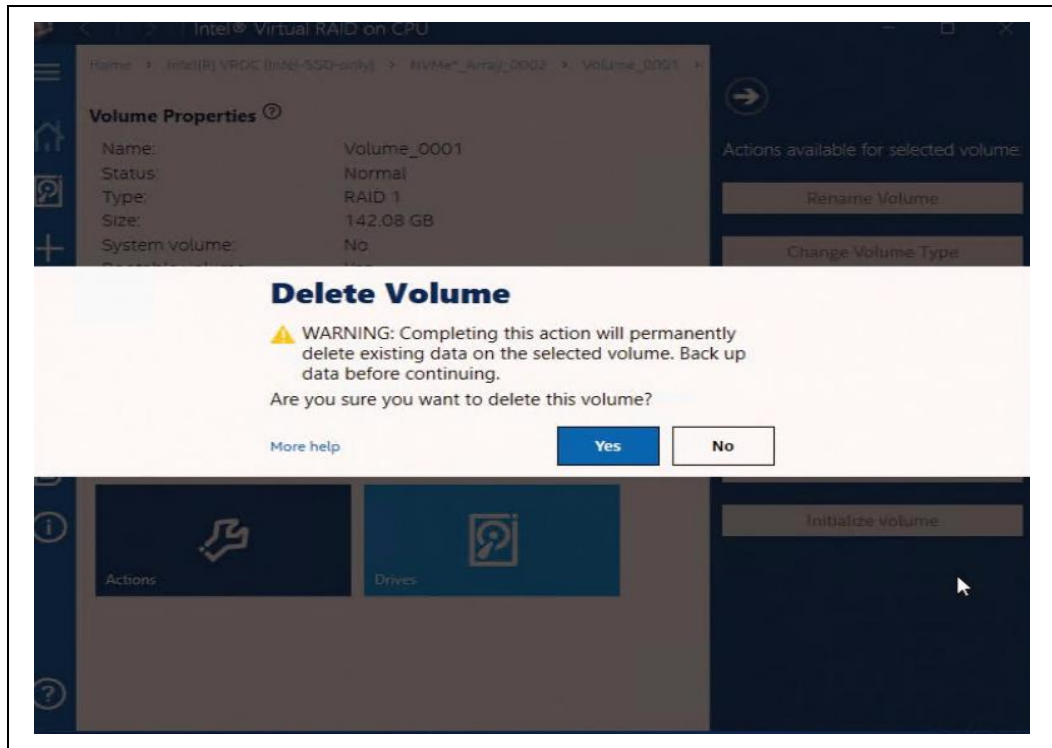 Intel® Virtual RAID on CPU
Home > Intel(R) VROC (Intel-SSD-only) > NVMe*_Array_0002 > Volume_0001 >
Volume Properties
Name: Volume_0001
Status: Normal
Type: RAID 1
Size: 142.08 GB
System volume: No
Actions available for selected volume:
Rename Volume
Change Volume Type
Delete Volume
WARNING: Completing this action will permanently
delete existing data on the selected volume. Back up
data before continuing.
Are you sure you want to delete this volume?
More help
Yes
No
Initialize volume
Actions
Drives